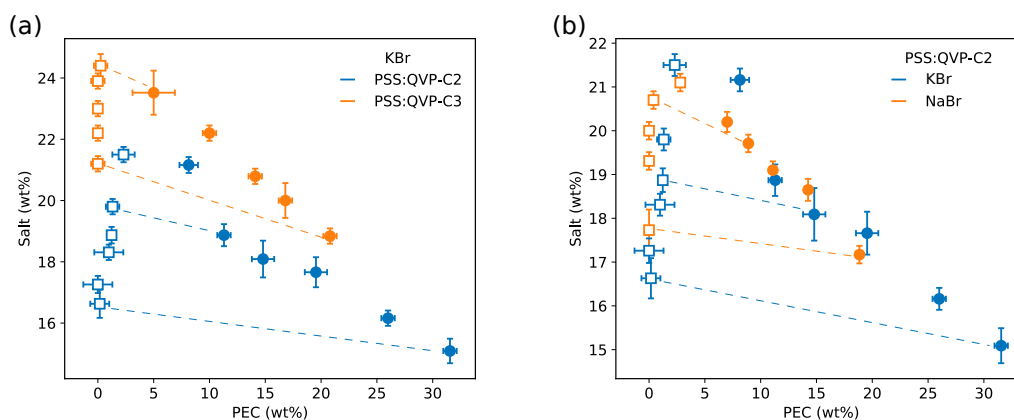 (a)
KBr
PSS:QVP-C2
PSS:QVP-C3
24
22
20
18
16
Salt (wt%)
0 5 10 15 20 25 30
PEC (wt%)
(b)
PSS:QVP-C2
KBr
NaBr
22
21
20
19
18
17
16
15
Salt (wt%)
0 5 10 15 20 25 30
PEC (wt%)